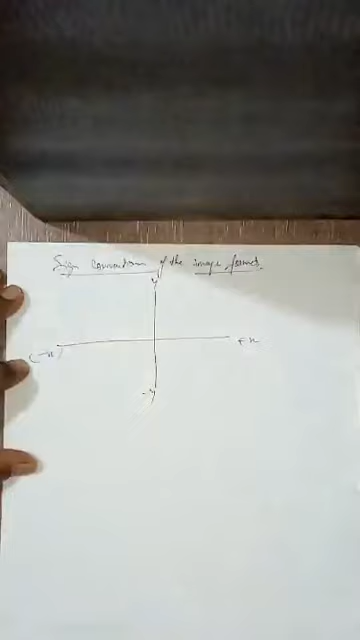 Sign convention of the image formed.
y
(-x)
+x
-y